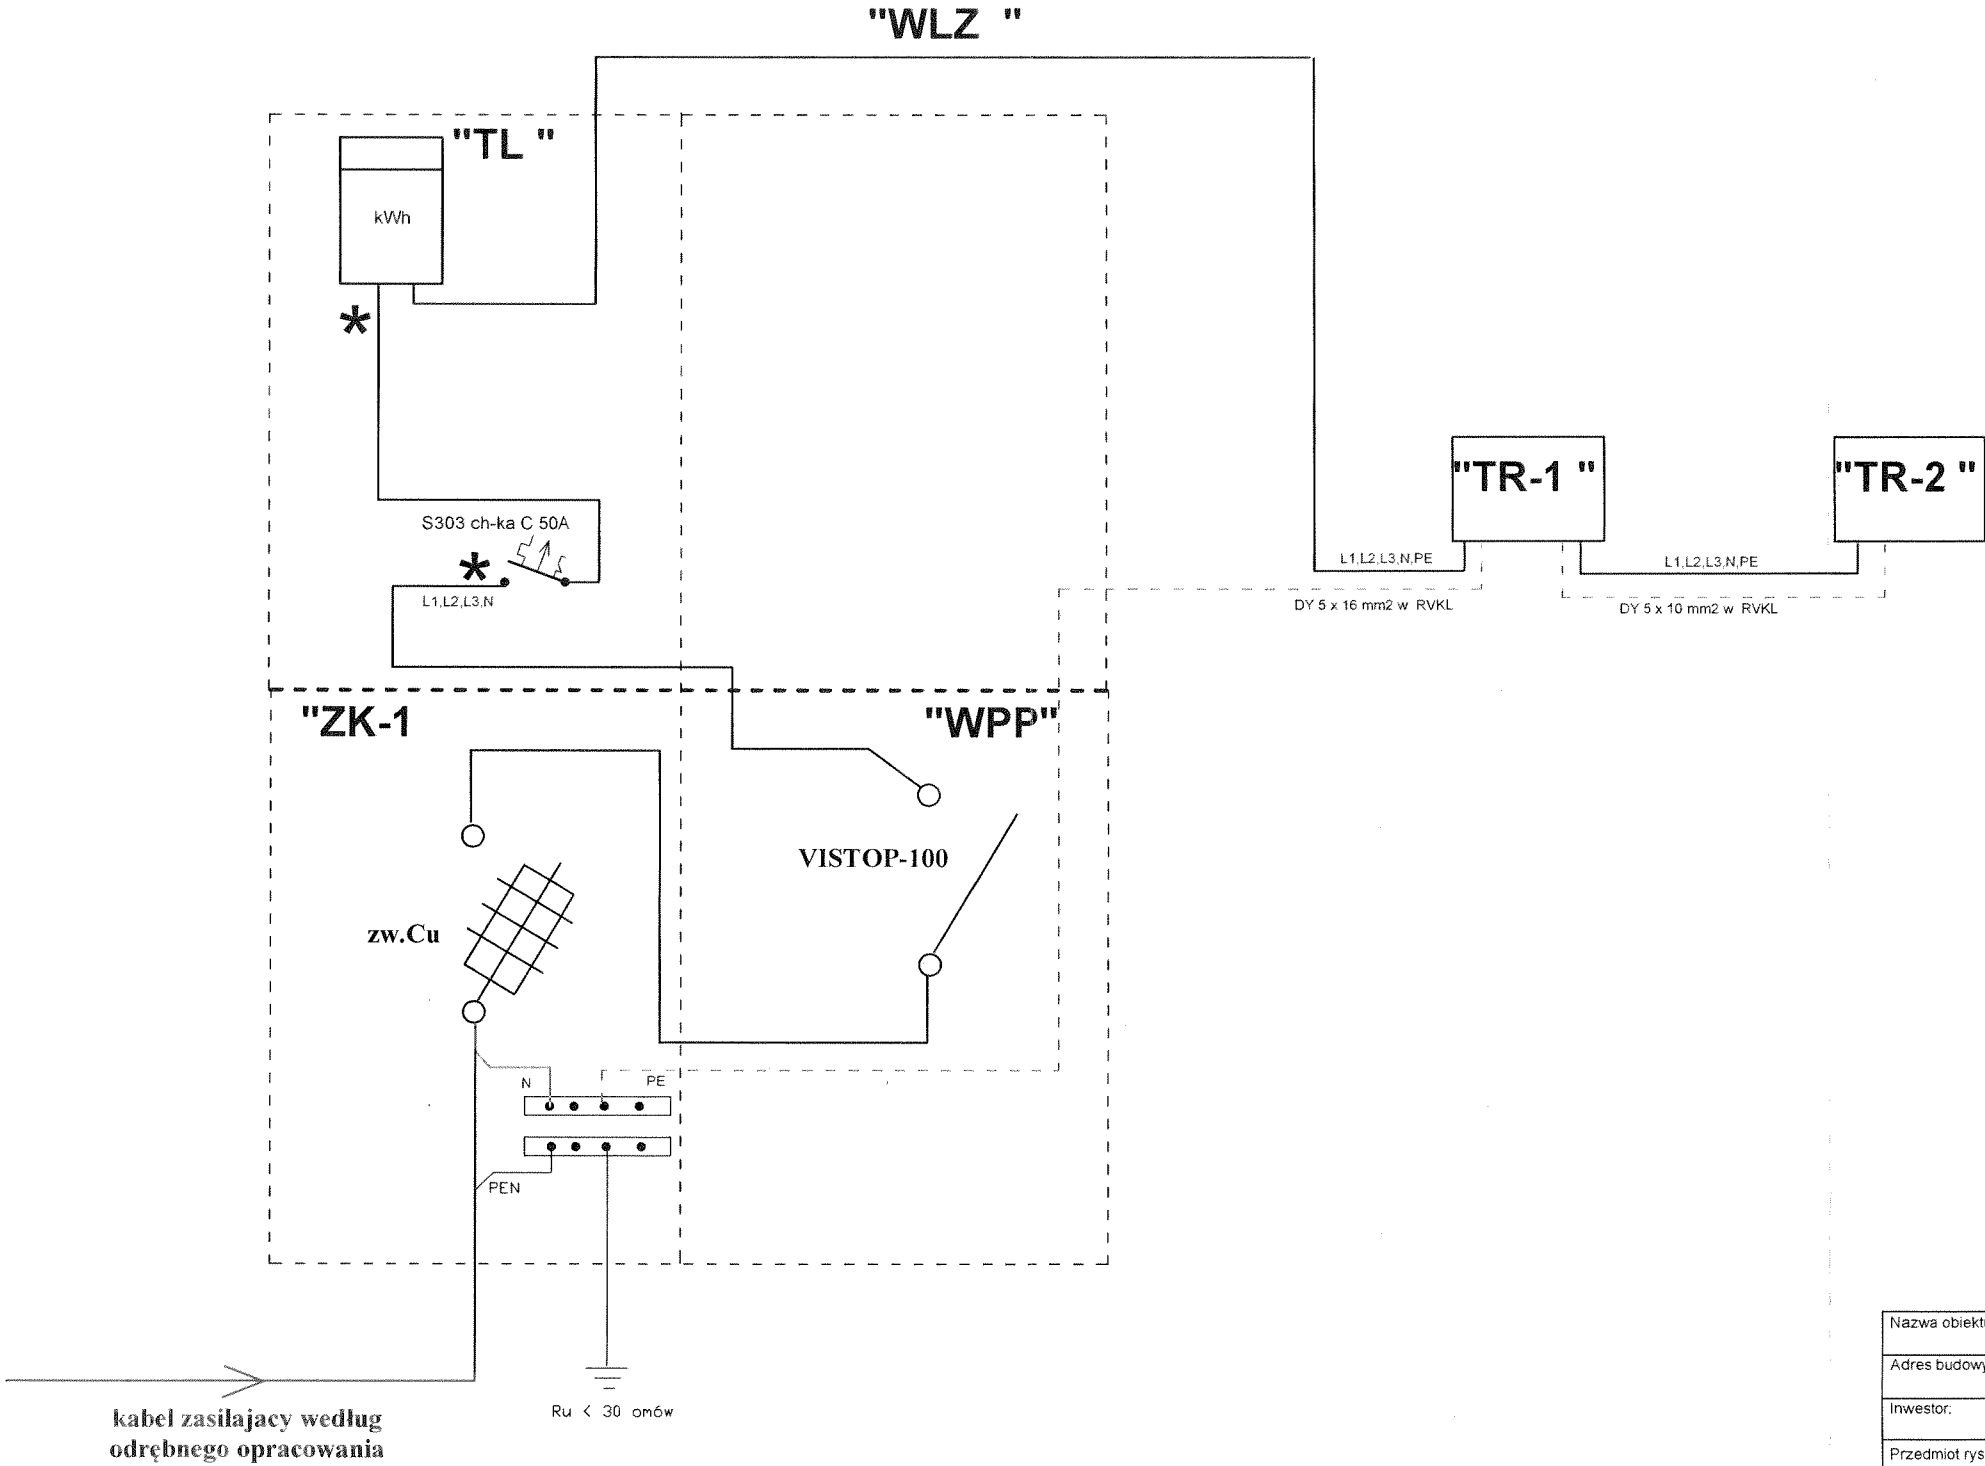 "WLZ "
"TL "
kWh
*
S303 ch-ka C 50A
*
L1,L2,L3,N
"TR-1 "
"TR-2 "
L1,L2,L3,N,PE
L1,L2,L3,N,PE
DY 5 x 16 mm2 w RVKL
DY 5 x 10 mm2 w RVKL
"ZK-1
"WPP"
VISTOP-100
zw.Cu
N
PE
PEN
Ru < 30 omów
kabel zasilajacy według
odrębnego opracowania
Nazwa obiekt
Adres budowy
Inwestor:
Przedmiot rys